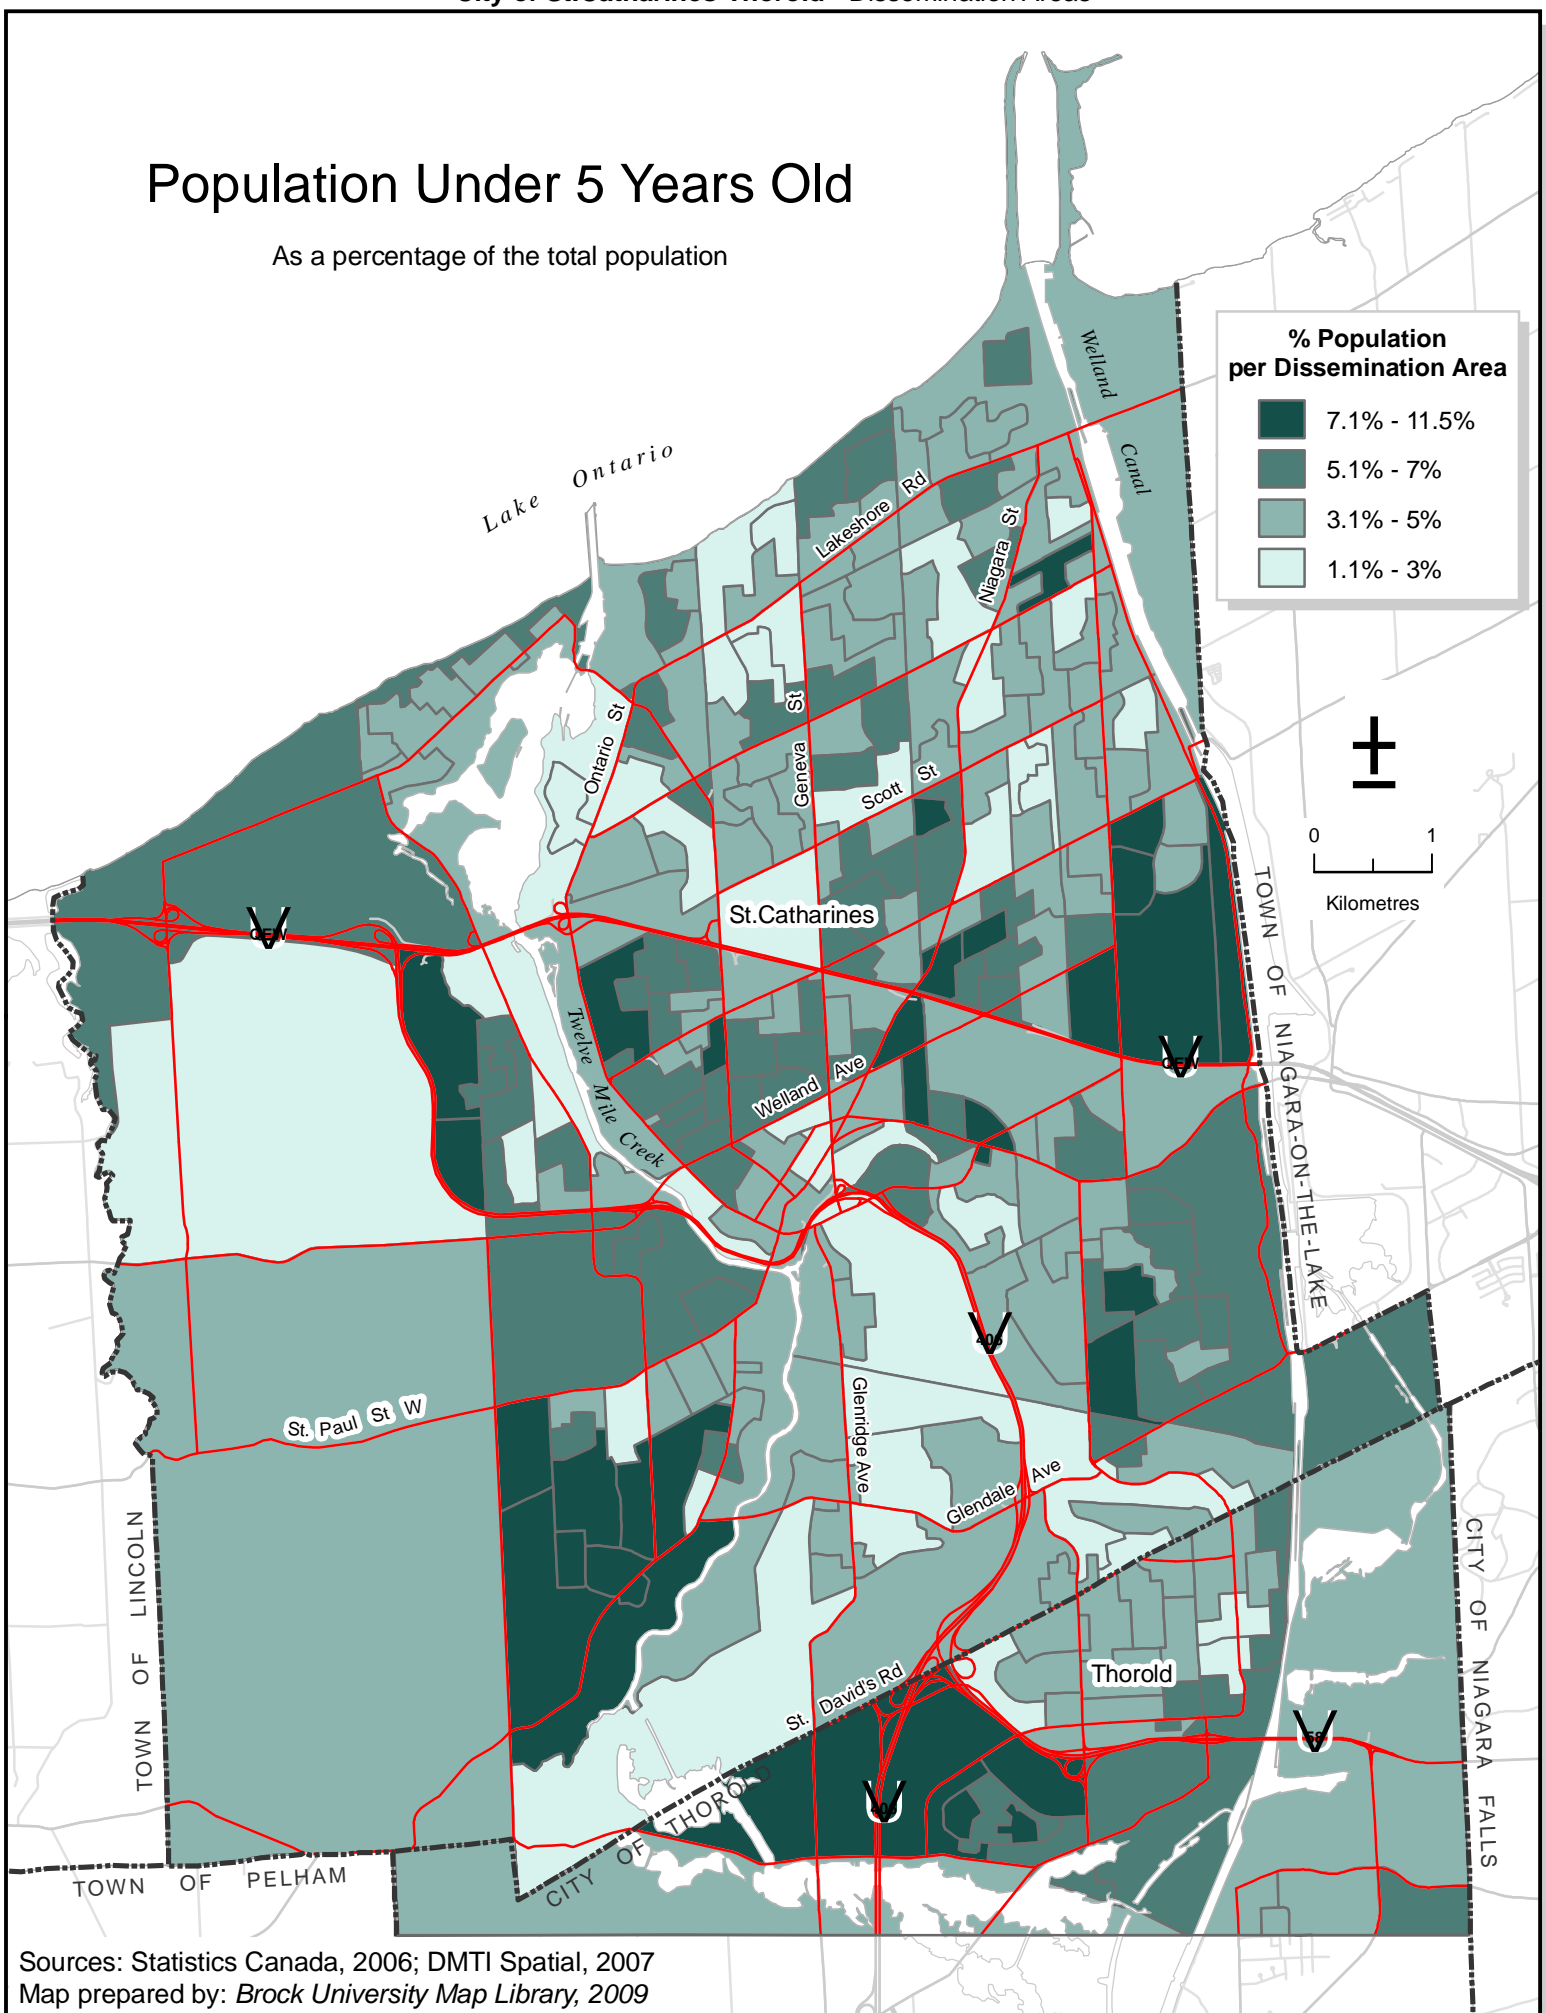 Population Under 5 Years Old
As a percentage of the total population
% Population
per Dissemination Area
7.1% - 11.5%
5.1% - 7%
3.1% - 5%
1.1% - 3%
Welland
Canal
Lake Ontario
Lakeshore Rd
Niagara St
Ontario St
Geneva St
Scott St
0 1
Kilometres
St.Catharines
QEW
QEW
TOWN OF NIAGARA-ON-THE-LAKE
Twelve Mile Creek
Welland Ave
406
St. Paul St W
Glenridge Ave
Glendale Ave
TOWN OF LINCOLN
CITY OF NIAGARA FALLS
Thorold
St. David's Rd
58
406
CITY OF THOROLD
TOWN OF PELHAM
Sources: Statistics Canada, 2006; DMTI Spatial, 2007
Map prepared by: Brock University Map Library, 2009